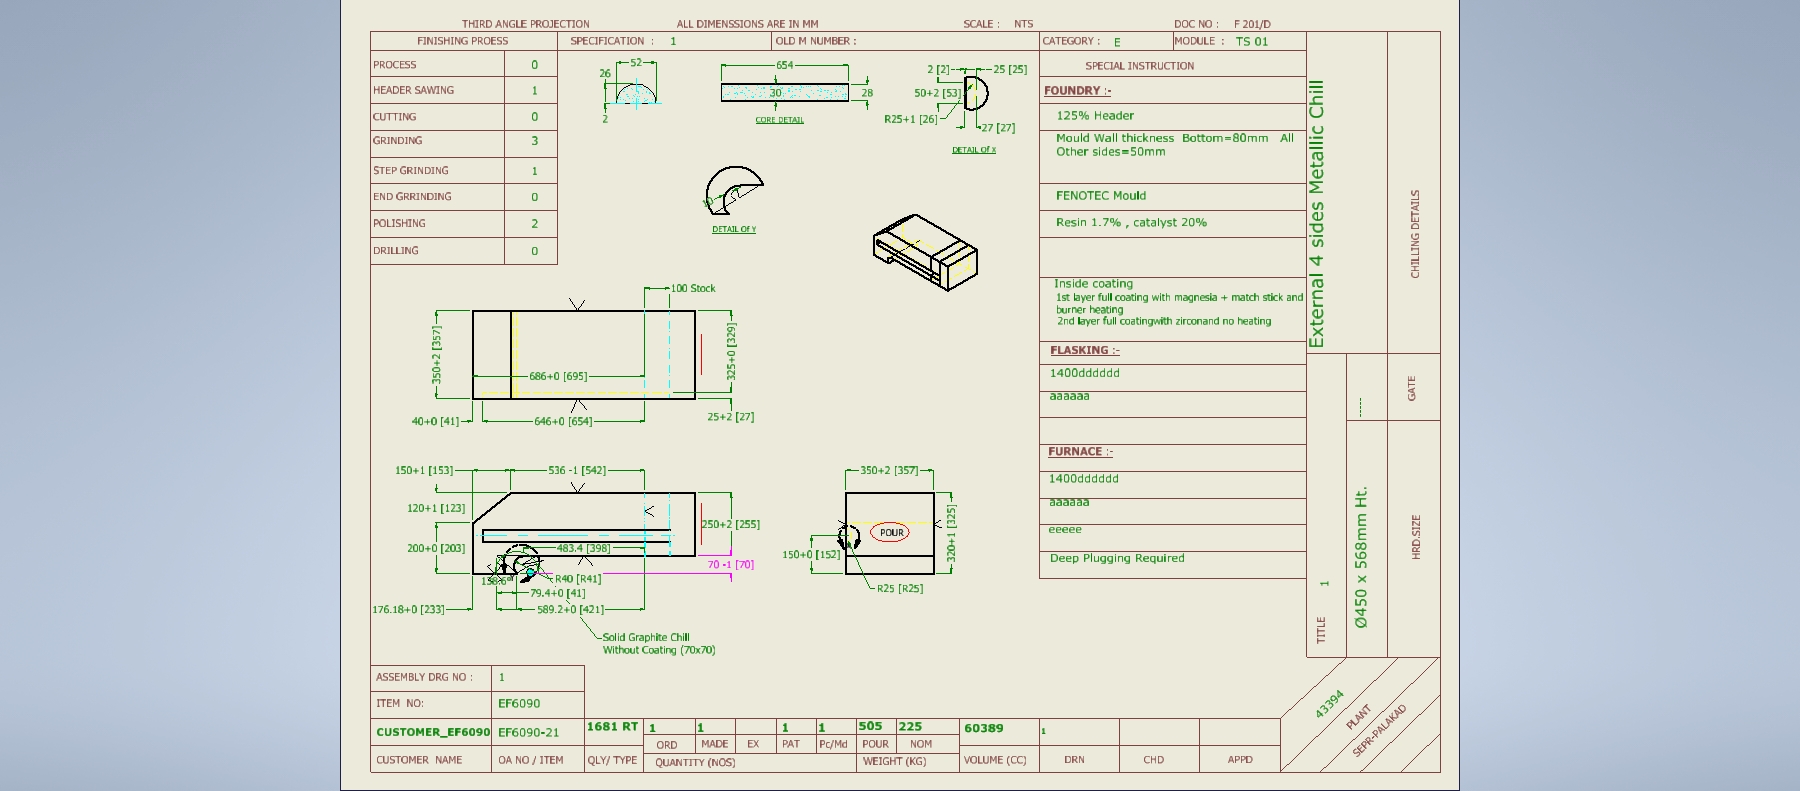 THIRD ANGLE PROJECTION
ALL DIMENSSIONS ARE IN MM
SCALE : NTS
DOC NO : F 201/D
FINISHING PROESS
SPECIFICATION : 1
OLD M NUMBER :
CATEGORY : E
MODULE : TS 01
PROCESS 0
HEADER SAWING 1
CUTTING 0
GRINDING 3
STEP GRINDING 1
END GRRINDING 0
POLISHING 2
DRILLING 0
52
26
2
654
30
28
CORE DETAIL
2 [2]
25 [25]
50+2 [53]
R25+1 [26]
27 [27]
DETAIL Of X
10
DETAIL Of Y
SPECIAL INSTRUCTION
FOUNDRY :-
125% Header
Mould Wall thickness Bottom=80mm All
Other sides=50mm
FENOTEC Mould
Resin 1.7% , catalyst 20%
Inside coating
1st layer full coating with magnesia + match stick and
burner heating
2nd layer full coatingwith zirconand no heating
FLASKING :-
1400dddddd
aaaaaa
FURNACE :-
1400dddddd
aaaaaa
eeeee
Deep Plugging Required
External 4 sides Metallic Chill
CHILLING DETAILS
GATE
-----
HRD.SIZE
Ø450 x 568mm Ht.
TITLE 1
100 Stock
350+2 [357]
686+0 [695]
325+0 [329]
40+0 [41]
646+0 [654]
25+2 [27]
150+1 [153]
536 -1 [542]
120+1 [123]
200+0 [203]
250+2 [255]
483.4 [398]
70 -1 [70]
R40 [R41]
79.4+0 [41]
176.18+0 [233]
589.2+0 [421]
Solid Graphite Chill
Without Coating (70x70)
350+2 [357]
POUR
150+0 [152]
320+1 [325]
R25 [R25]
ASSEMBLY DRG NO : 1
ITEM NO: EF6090
CUSTOMER_EF6090 EF6090-21 1681 RT 1 1 1 1 505 225 60389 1
ORD MADE EX PAT Pc/Md POUR NOM
CUSTOMER NAME OA NO / ITEM QLY/ TYPE QUANTITY (NOS) WEIGHT (KG) VOLUME (CC) DRN CHD APPD
43394
PLANT
SEPR-PALAKAD